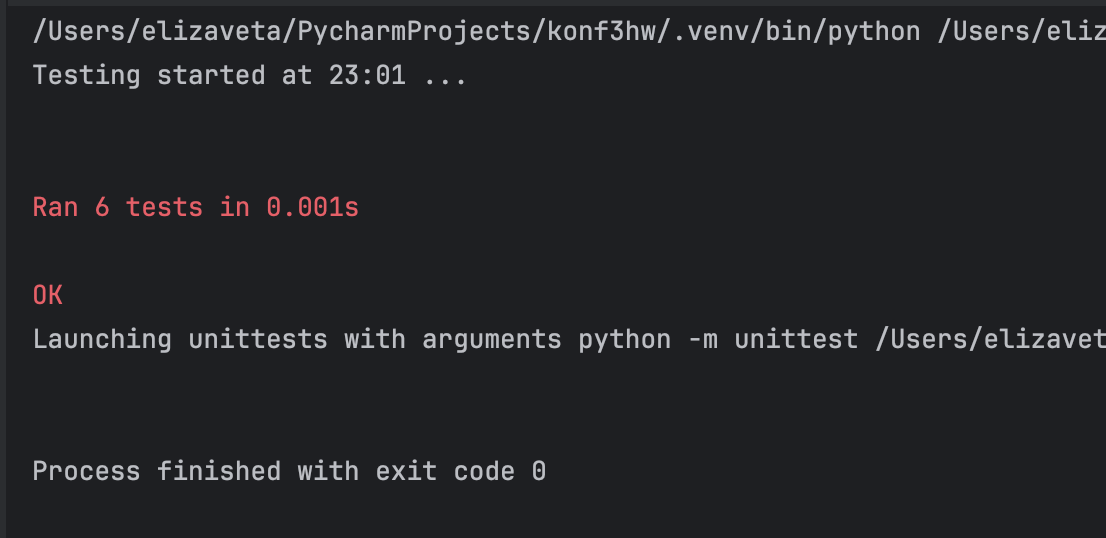 /Users/elizaveta/PycharmProjects/konf3hw/.venv/bin/python /Users/eliz
Testing started at 23:01 ...
Ran 6 tests in 0.001s
OK
Launching unittests with arguments python -m unittest /Users/elizavet
Process finished with exit code 0